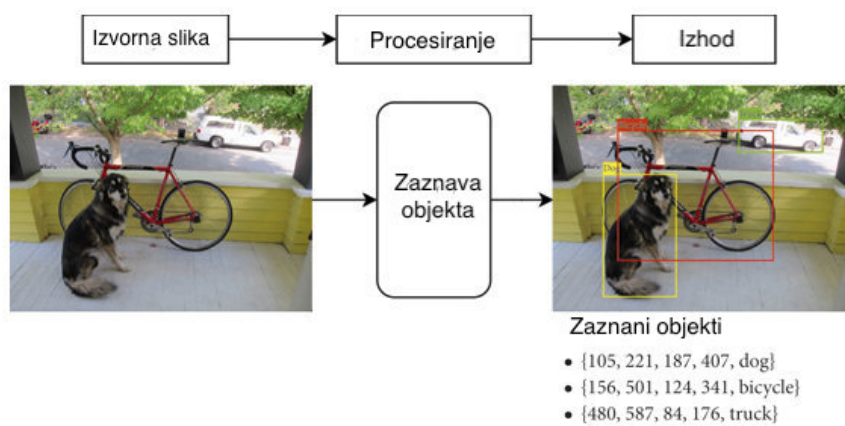 Izvorna slika
Procesiranje
Izhod
Zaznava
objekta
Zaznani objekti
• {105, 221, 187, 407, dog}
• {156, 501, 124, 341, bicycle}
• {480, 587, 84, 176, truck}